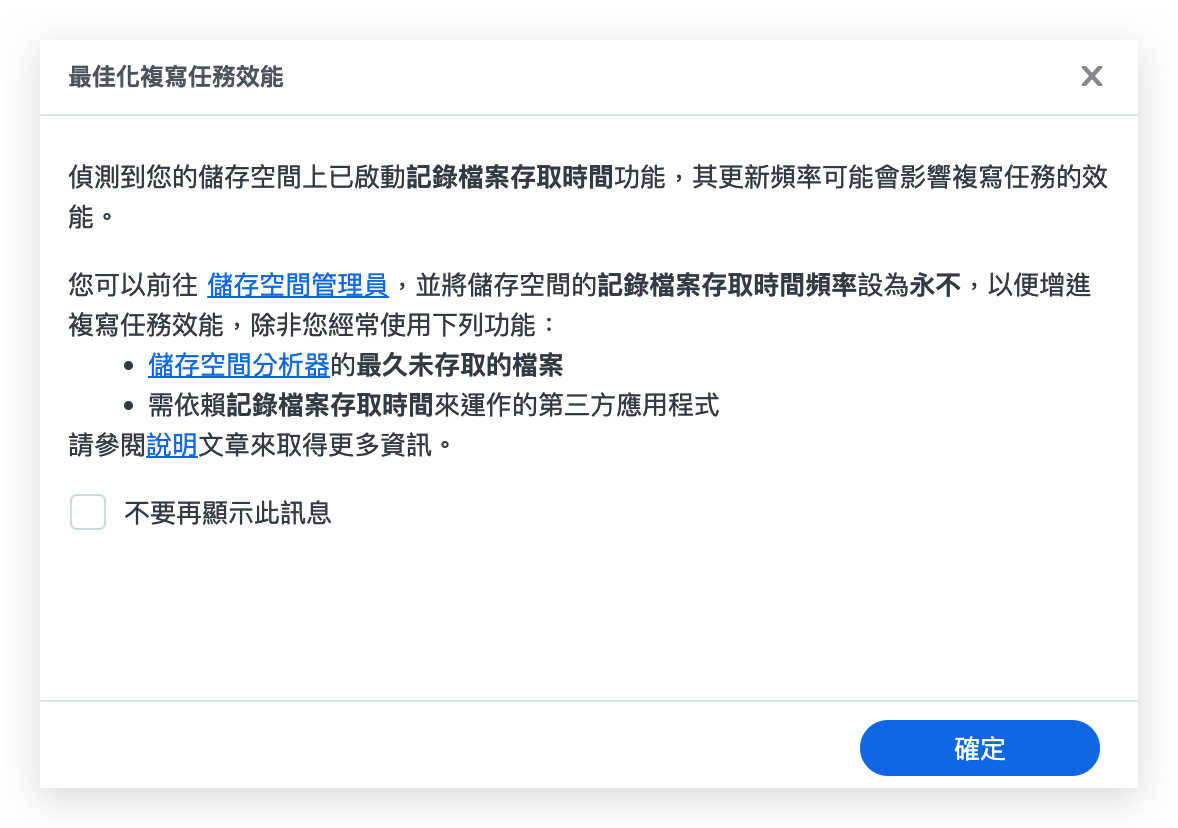 最佳化複寫任務效能
偵測到您的儲存空間上已啟動記錄檔案存取時間功能，其更新頻率可能會影響複寫任務的效
能。
您可以前往 儲存空間管理員，並將儲存空間的記錄檔案存取時間頻率設為永不，以便增進
複寫任務效能，除非您經常使用下列功能：
• 儲存空間分析器的最久未存取的檔案
• 需依賴記錄檔案存取時間來運作的第三方應用程式
請參閱說明文章來取得更多資訊。
不要再顯示此訊息
確定